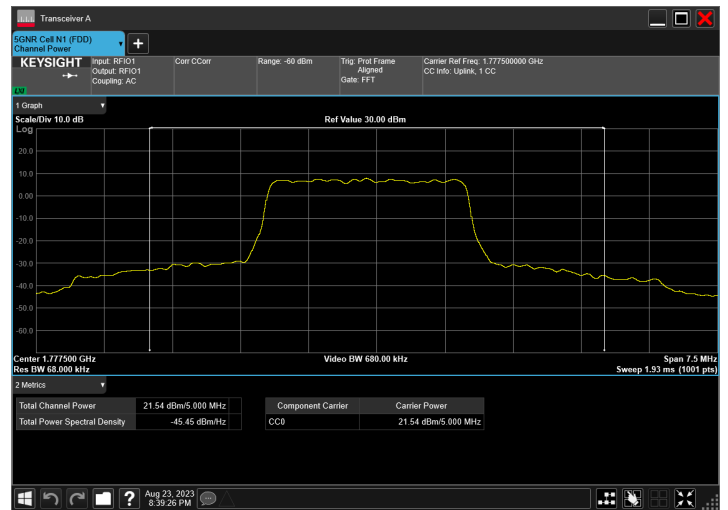 Transceiver A
5GNR Cell N1 (FDD)
Channel Power
KEYSIGHT
Input: RFIO1
Output: RFIO1
Coupling: AC
Corr CCorr
Range: -60 dBm
Trig: Prot Frame
Aligned
Gate: FFT
Carrier Ref Freq: 1.777500000 GHz
CC Info: Uplink, 1 CC
1 Graph
Scale/Div 10.0 dB
Ref Value 30.00 dBm
Log
20.0
10.0
0.00
-10.0
-20.0
-30.0
-40.0
-50.0
-60.0
Center 1.777500 GHz
Video BW 680.00 kHz
Span 7.5 MHz
Res BW 68.000 kHz
Sweep 1.93 ms (1001 pts)
2 Metrics
Total Channel Power 21.54 dBm/5.000 MHz
Total Power Spectral Density -45.45 dBm/Hz
Component Carrier Carrier Power
CC0 21.54 dBm/5.000 MHz
?
Aug 23, 2023
8:39:26 PM